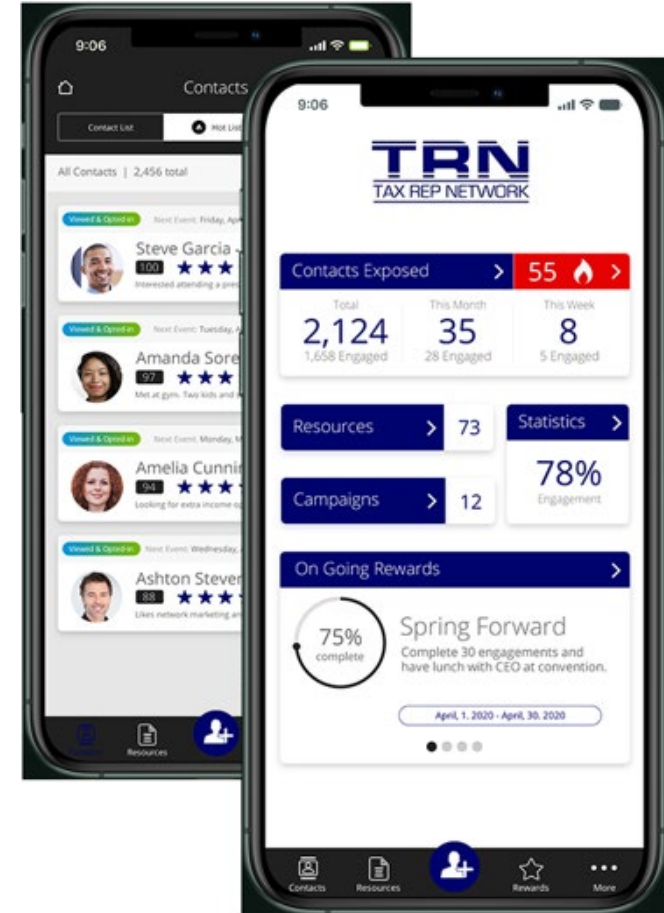 9:06
Contacts
Contact List
Hot List
All Contacts | 2,456 total
Viewed & Opted-in
Next Event: Friday, Apr
Steve Garcia
100
Interested attending a pres
Viewed & Opted-in
Next Event: Tuesday, A
Amanda Sore
97
Met at gym. Two kids and
Viewed & Opted-in
Next Event: Monday, M
Amelia Cunnin
94
Looking for extra income op
Viewed & Opted-in
Next Event: Wednesday,
Ashton Steven
88
Likes network marketing an
Resources
9:06
TRN
TAX REP NETWORK
Contacts Exposed
55
Total
This Month
This Week
2,124
35
8
1,658 Engaged
28 Engaged
5 Engaged
Resources
73
Statistics
78%
Engagement
Campaigns
12
On Going Rewards
75%
complete
Spring Forward
Complete 30 engagements and
have lunch with CEO at convention.
April, 1. 2020 - April, 30. 2020
Contacts
Resources
Rewards
More